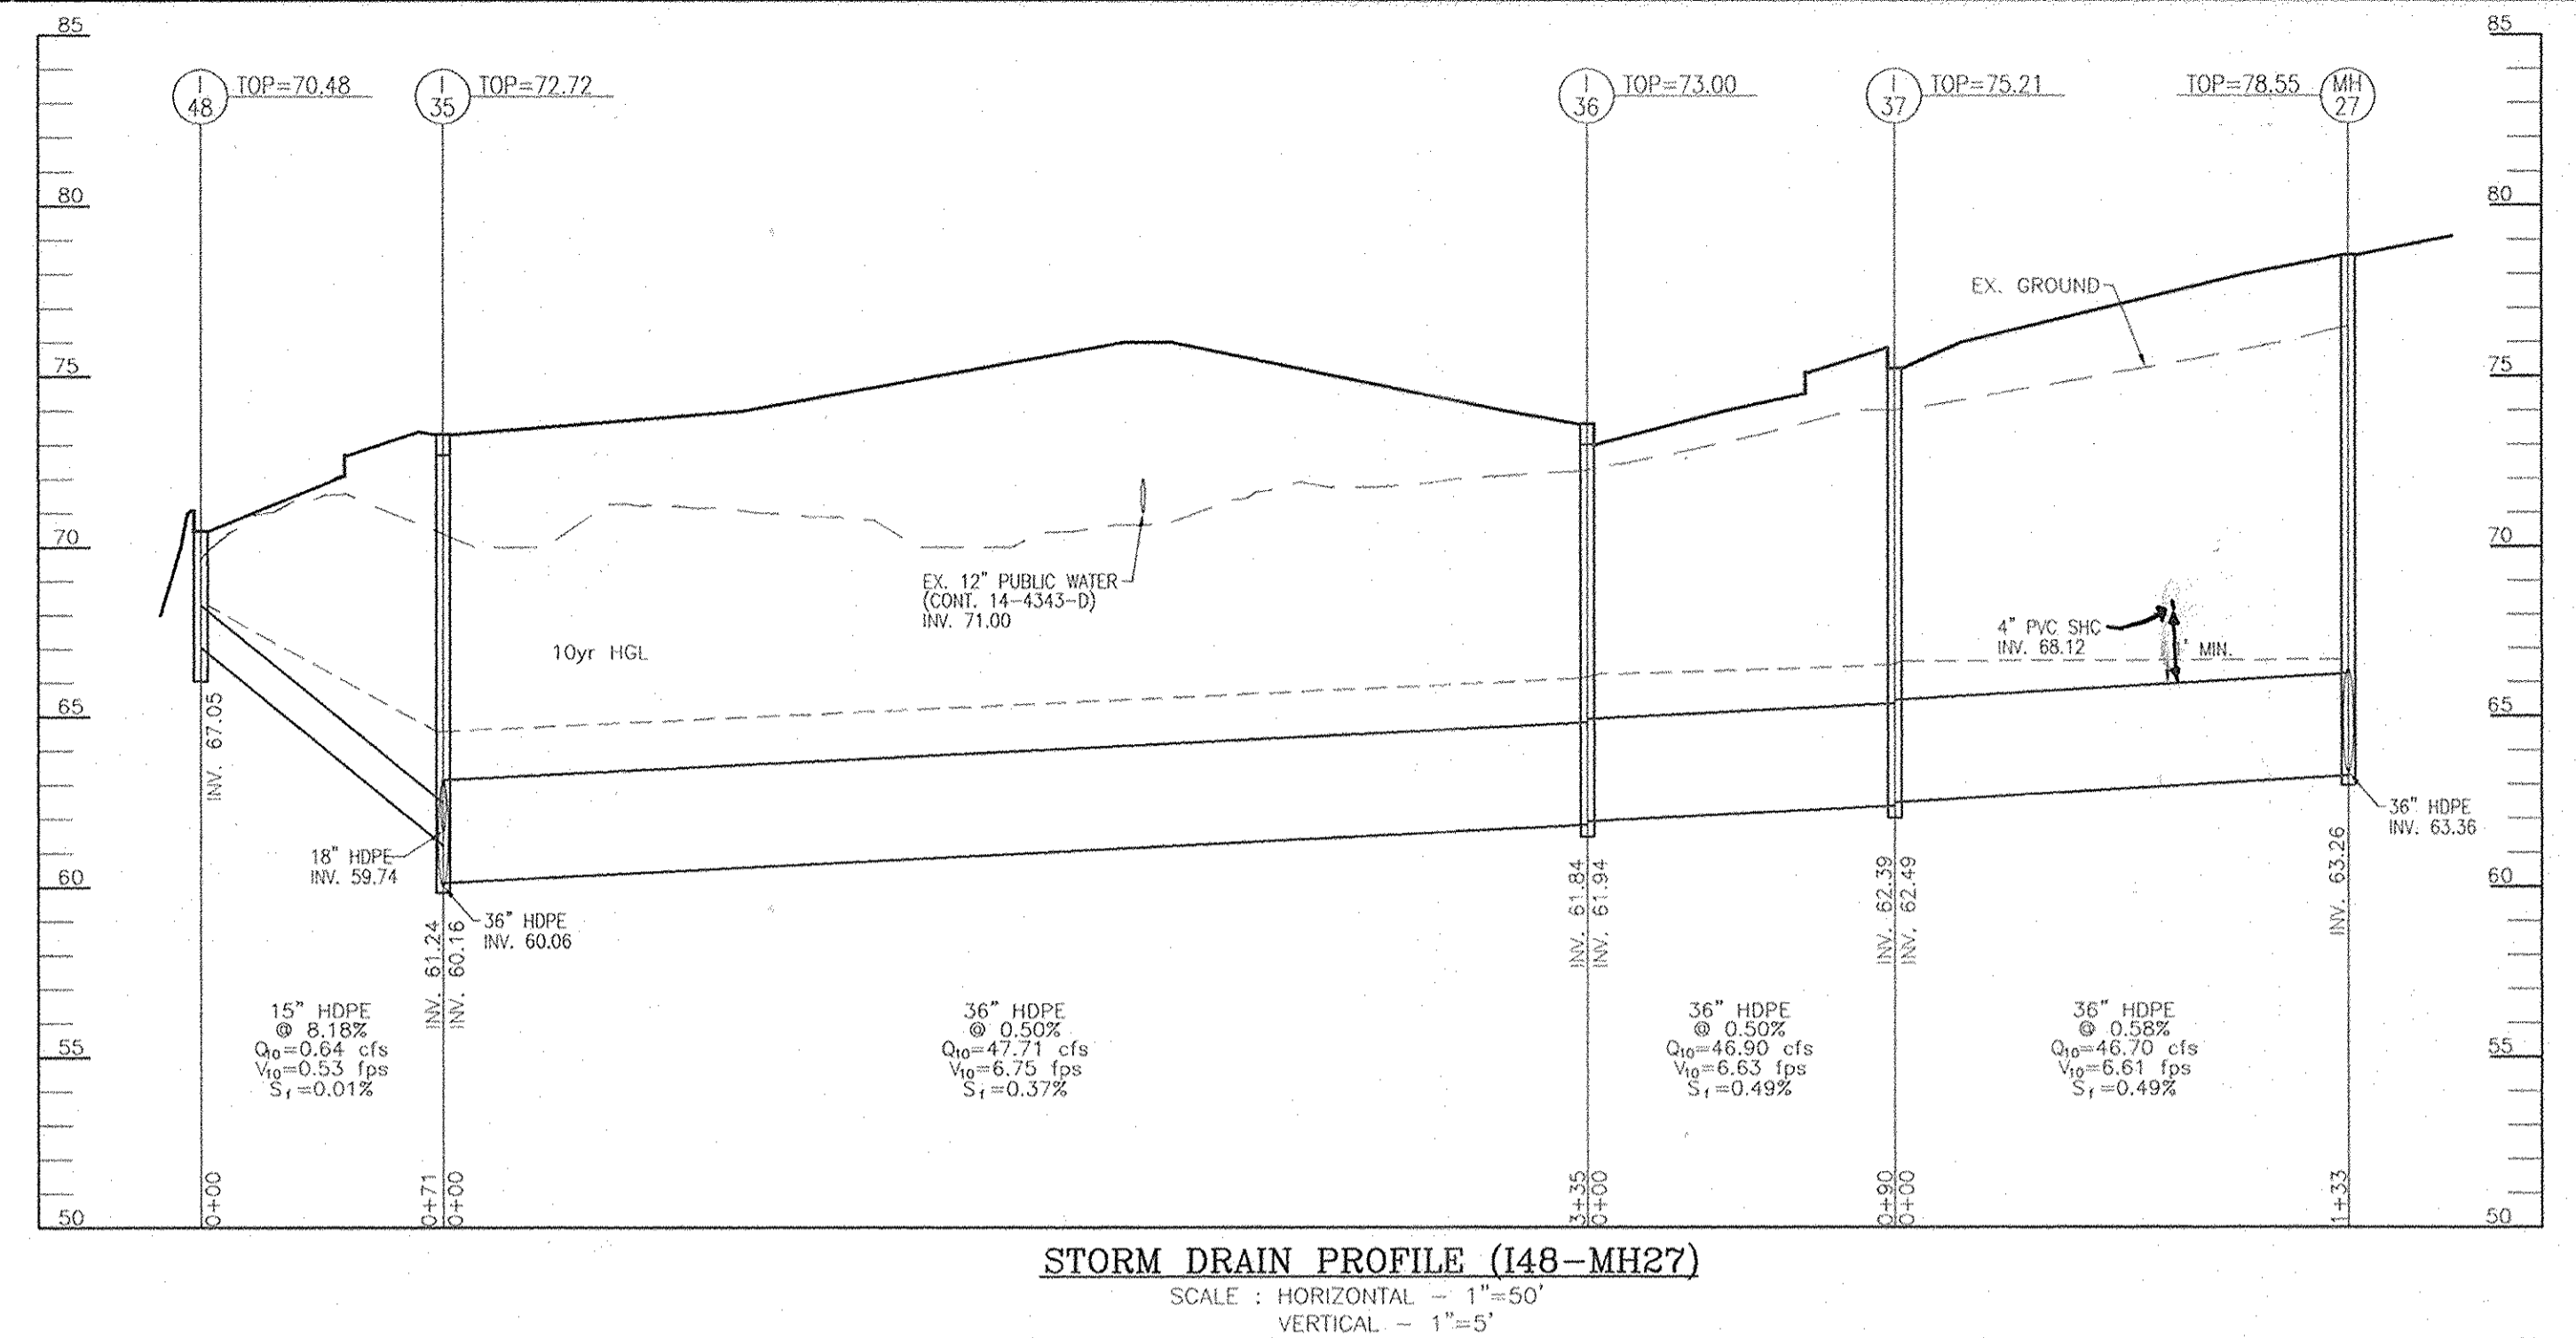 85
85
I
48
TOP=70.48
I
35
TOP=72.72
I
36
TOP=73.00
I
37
TOP=75.21
TOP=78.55
MH
27
80
80
EX. GROUND
75
75
70
70
EX. 12" PUBLIC WATER
(CONT. 14-4343-D)
INV. 71.00
10yr HGL
4" PVC SHC
INV. 68.12
' MIN.
65
65
INV. 67.05
18" HDPE
INV. 59.74
36" HDPE
INV. 60.06
36" HDPE
INV. 63.36
60
60
INV. 61.24
INV. 60.16
INV. 61.84
INV. 61.94
INV. 62.39
INV. 62.49
INV. 63.26
15" HDPE
@ 8.18%
Q10=0.64 cfs
V10=0.53 fps
Sf=0.01%
36" HDPE
@ 0.50%
Q10=47.71 cfs
V10=6.75 fps
Sf=0.37%
36" HDPE
@ 0.50%
Q10=46.90 cfs
V10=6.63 fps
Sf=0.49%
36" HDPE
@ 0.58%
Q10=46.70 cfs
V10=6.61 fps
Sf=0.49%
55
55
0+00
0+71
0+00
3+35
0+00
0+90
0+00
1+33
50
50
STORM DRAIN PROFILE (I48-MH27)
SCALE : HORIZONTAL - 1"=50'
VERTICAL - 1"=5'